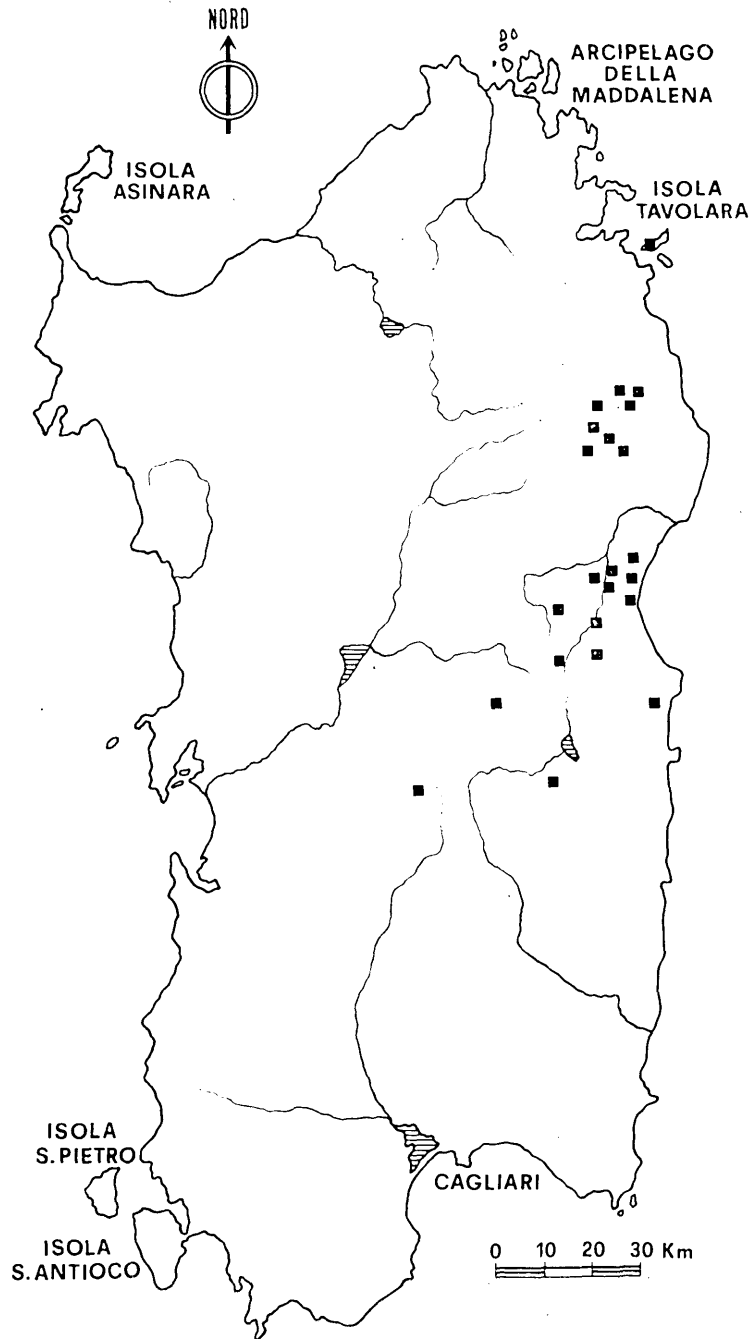 NORD
ARCIPELAGO
DELLA
MADDALENA
ISOLA
ASINARA
ISOLA
TAVOLARA
ISOLA
S.PIETRO
CAGLIARI
ISOLA
S.ANTIOCO
0 10 20 30 Km